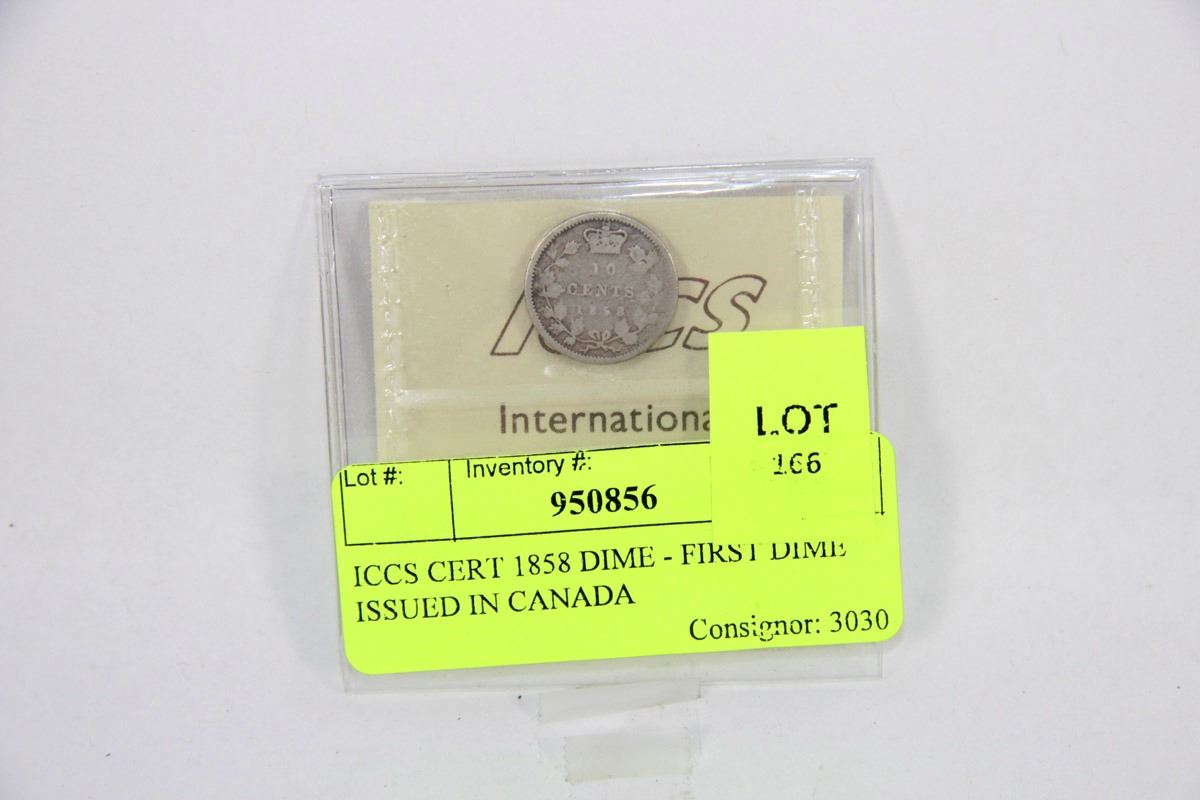 10
CENTS
1858
ICCS
Internationa
LOT
166
Lot #:
Inventory #:
950856
ICCS CERT 1858 DIME - FIRST DIME
ISSUED IN CANADA
Consignor: 3030